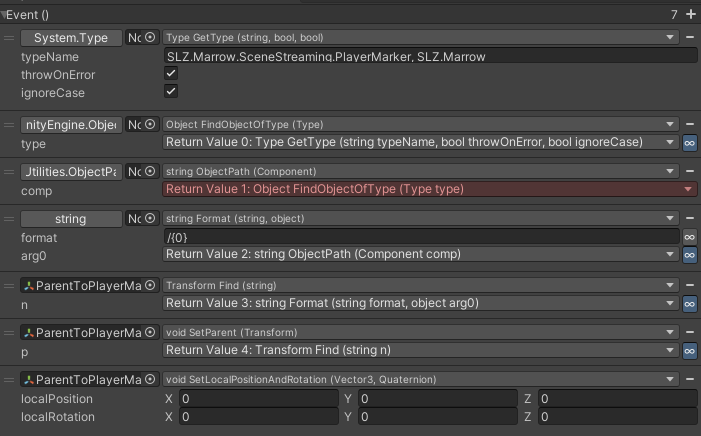 Event () 7
System.Type Nc Type GetType (string, bool, bool)
typeName SLZ.Marrow.SceneStreaming.PlayerMarker, SLZ.Marrow
throwOnError
ignoreCase
nityEngine.Objec Nc Object FindObjectOfType (Type)
type Return Value 0: Type GetType (string typeName, bool throwOnError, bool ignoreCase)
Utilities.ObjectPa Nc string ObjectPath (Component)
comp Return Value 1: Object FindObjectOfType (Type type)
string Nc string Format (string, object)
format /{0}
arg0 Return Value 2: string ObjectPath (Component comp)
ParentToPlayerMa Transform Find (string)
n Return Value 3: string Format (string format, object arg0)
ParentToPlayerMa void SetParent (Transform)
p Return Value 4: Transform Find (string n)
ParentToPlayerMa void SetLocalPositionAndRotation (Vector3, Quaternion)
localPosition X 0 Y 0 Z 0
localRotation X 0 Y 0 Z 0